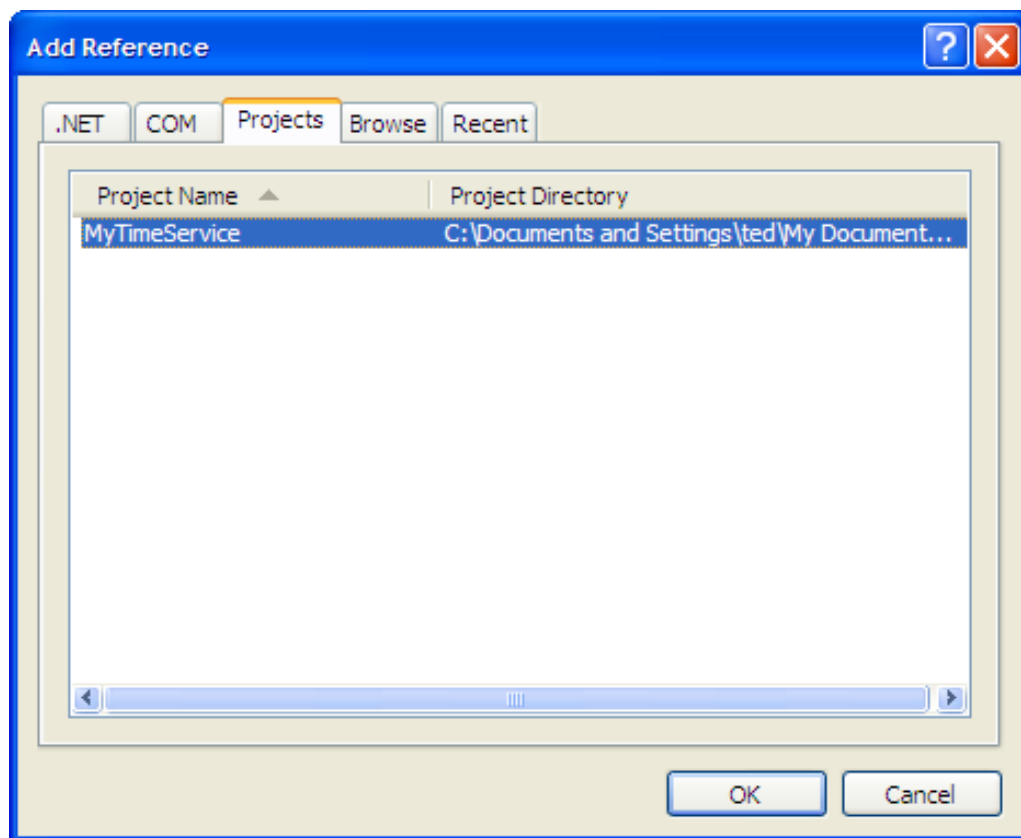 Add Reference
.NET COM Projects Browse Recent
Project Name Project Directory
MyTimeService C:\Documents and Settings\ted\My Document...
OK Cancel